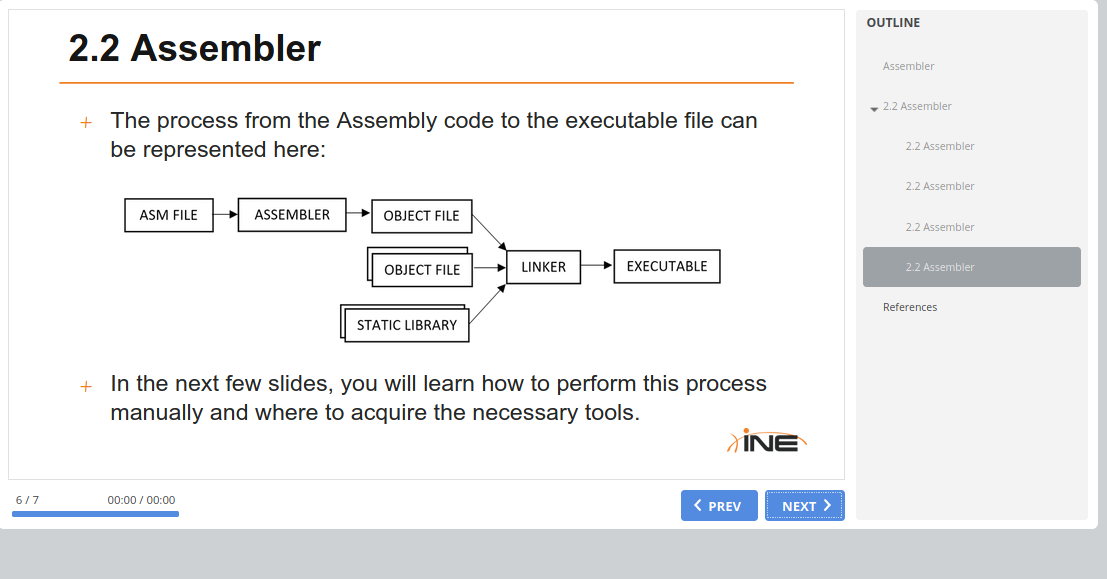 2.2 Assembler
+ The process from the Assembly code to the executable file can
be represented here:
ASM FILE
ASSEMBLER
OBJECT FILE
OBJECT FILE
LINKER
EXECUTABLE
STATIC LIBRARY
+ In the next few slides, you will learn how to perform this process
manually and where to acquire the necessary tools.
iNE
6 / 7
00:00 / 00:00
PREV
NEXT
OUTLINE
Assembler
2.2 Assembler
2.2 Assembler
2.2 Assembler
2.2 Assembler
2.2 Assembler
References